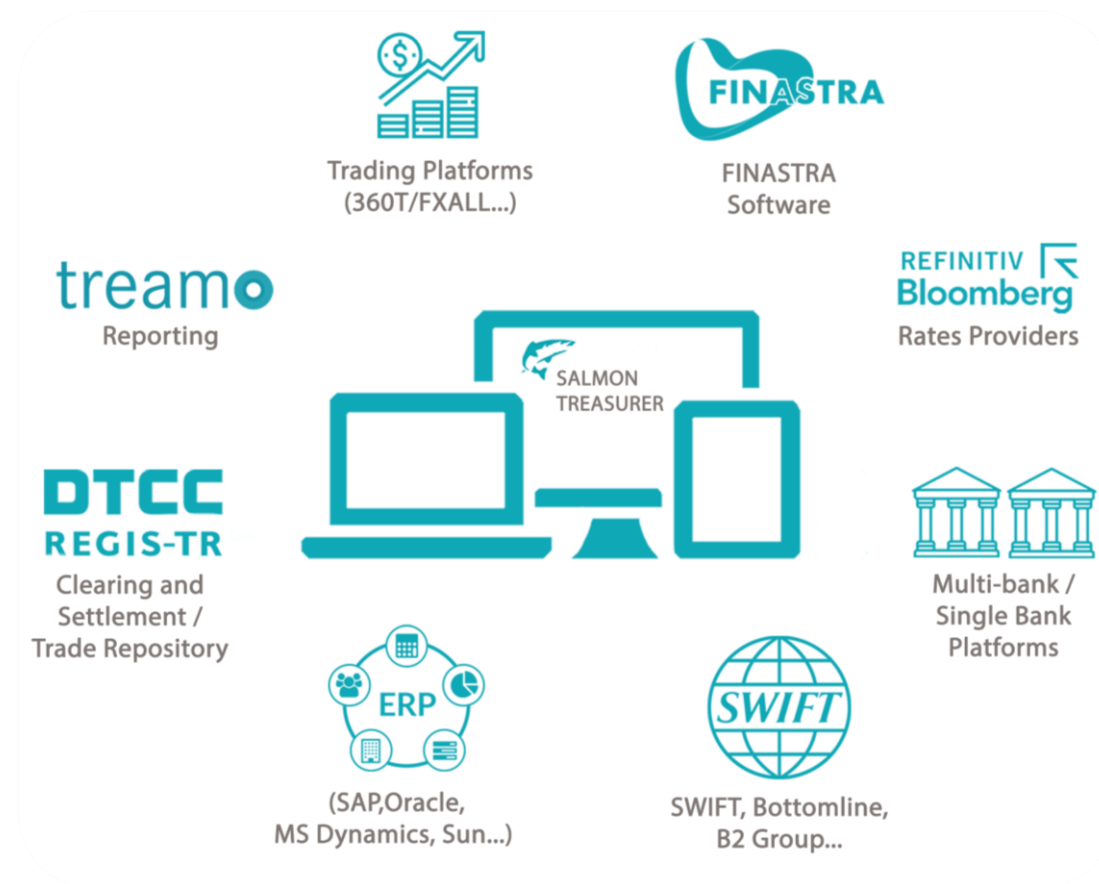 FINASTRA
Trading Platforms
(360T/FXALL...)
FINASTRA
Software
treamo
Reporting
REFINITIV
Bloomberg
Rates Providers
SALMON
TREASURER
DTCC
REGIS-TR
Clearing and
Settlement /
Trade Repository
Multi-bank /
Single Bank
Platforms
ERP
(SAP,Oracle,
MS Dynamics, Sun...)
SWIFT
SWIFT, Bottomline,
B2 Group...